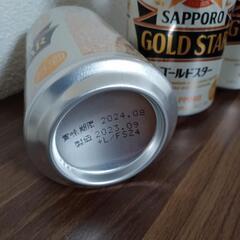 SAPPORO
GOLD STAR
ゴールドスター
賞味期限 2024.08
製造 2023.09
+L/FSZ4